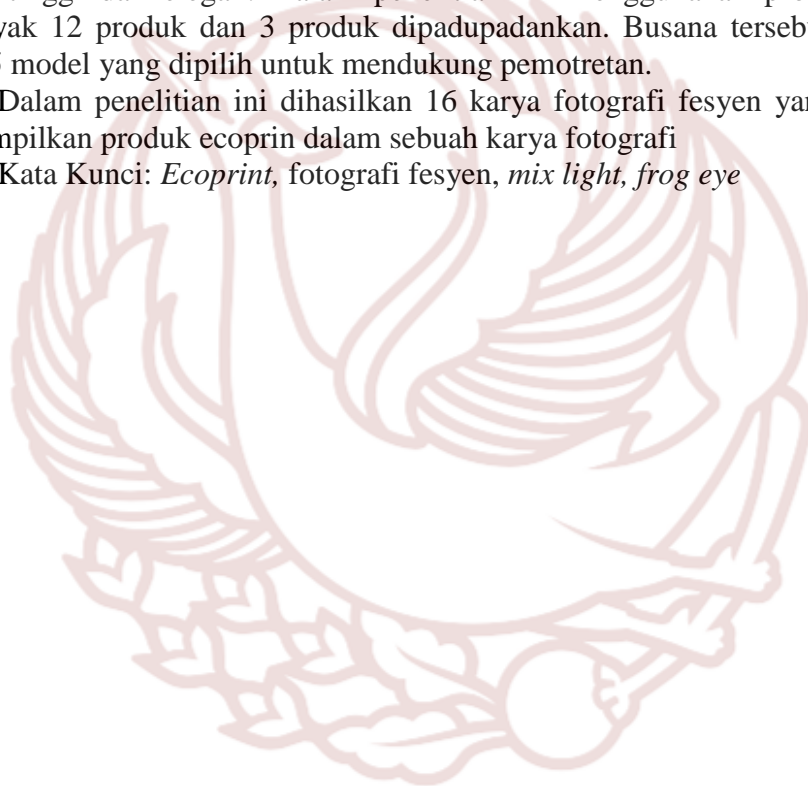 yak 12 produk dan 3 produk dipadupadankan. Busana terseb
model yang dipilih untuk mendukung pemotretan.
Dalam penelitian ini dihasilkan 16 karya fotografi fesyen yan
mpilkan produk ecoprin dalam sebuah karya fotografi
Kata Kunci: Ecoprint, fotografi fesyen, mix light, frog eye